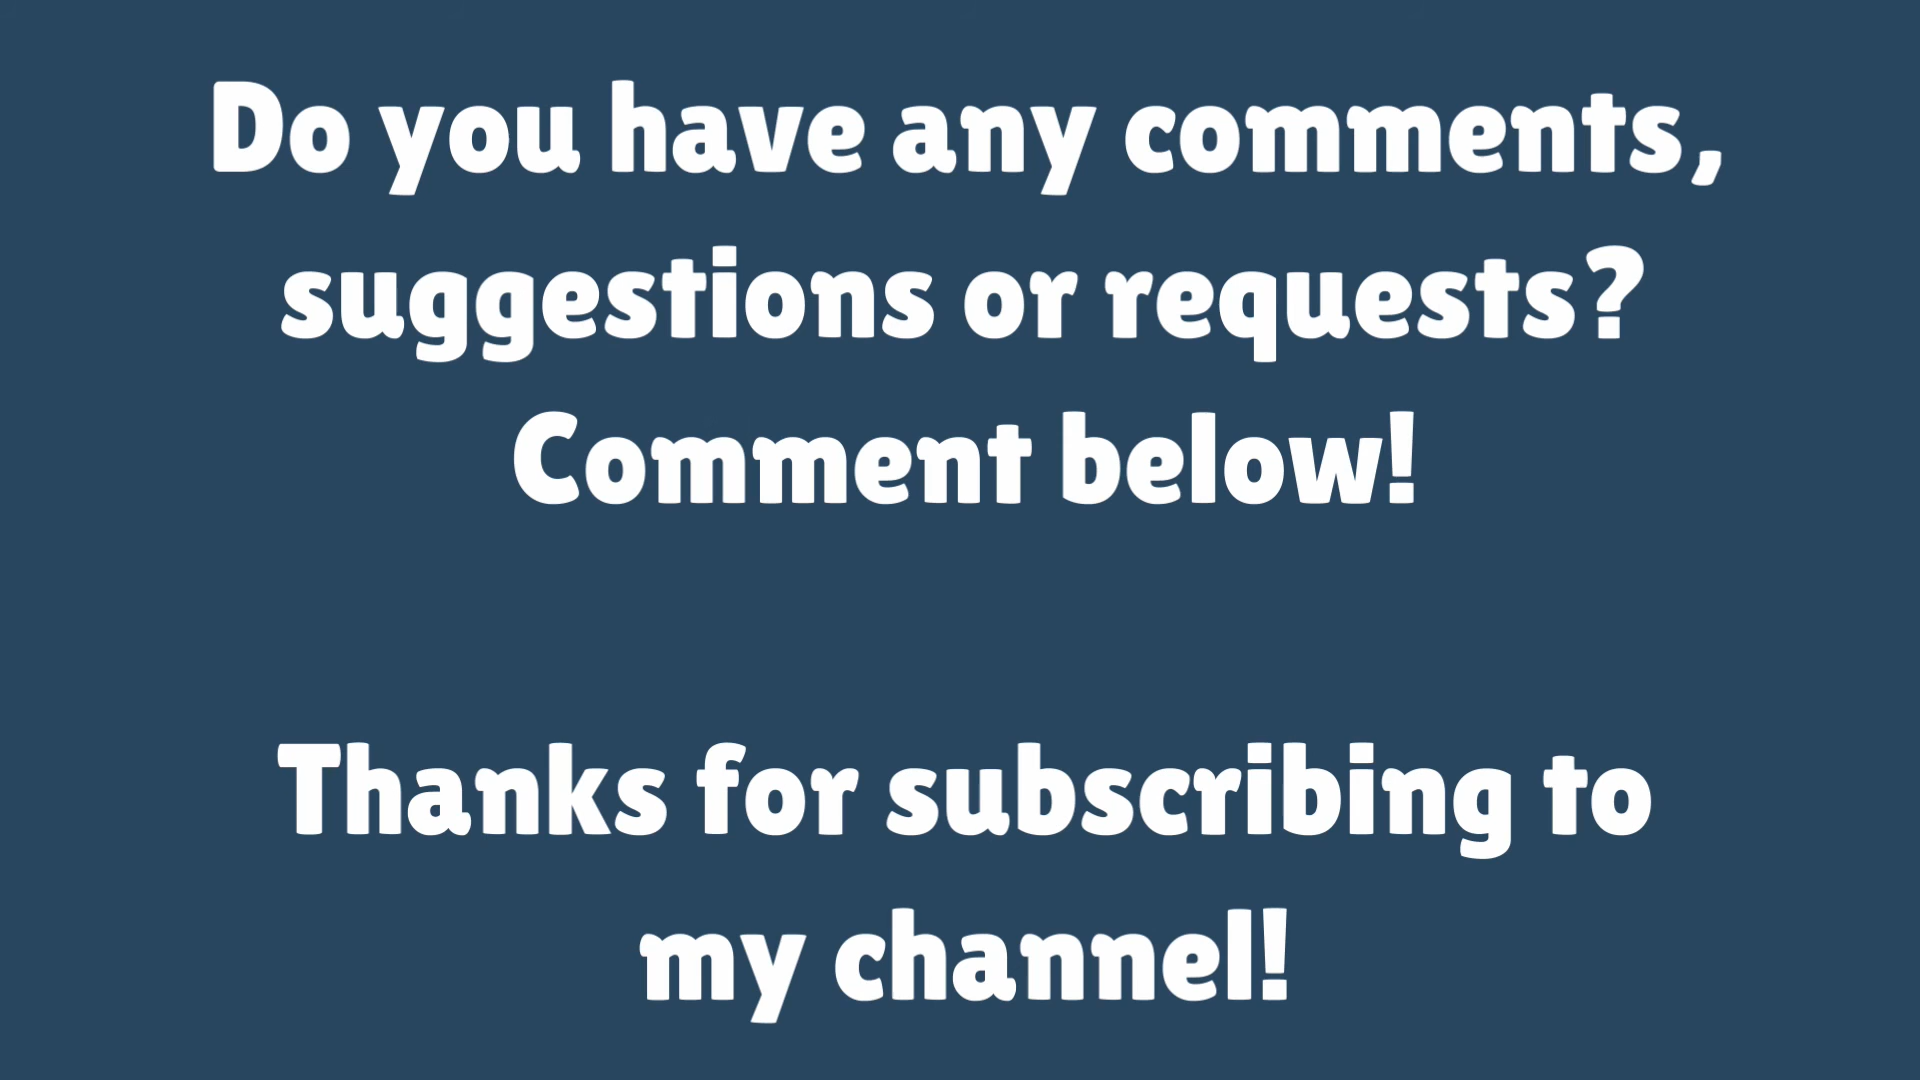 Do you have any comments,
suggestions or requests?
Comment below!
Thanks for subscribing to
my channel!